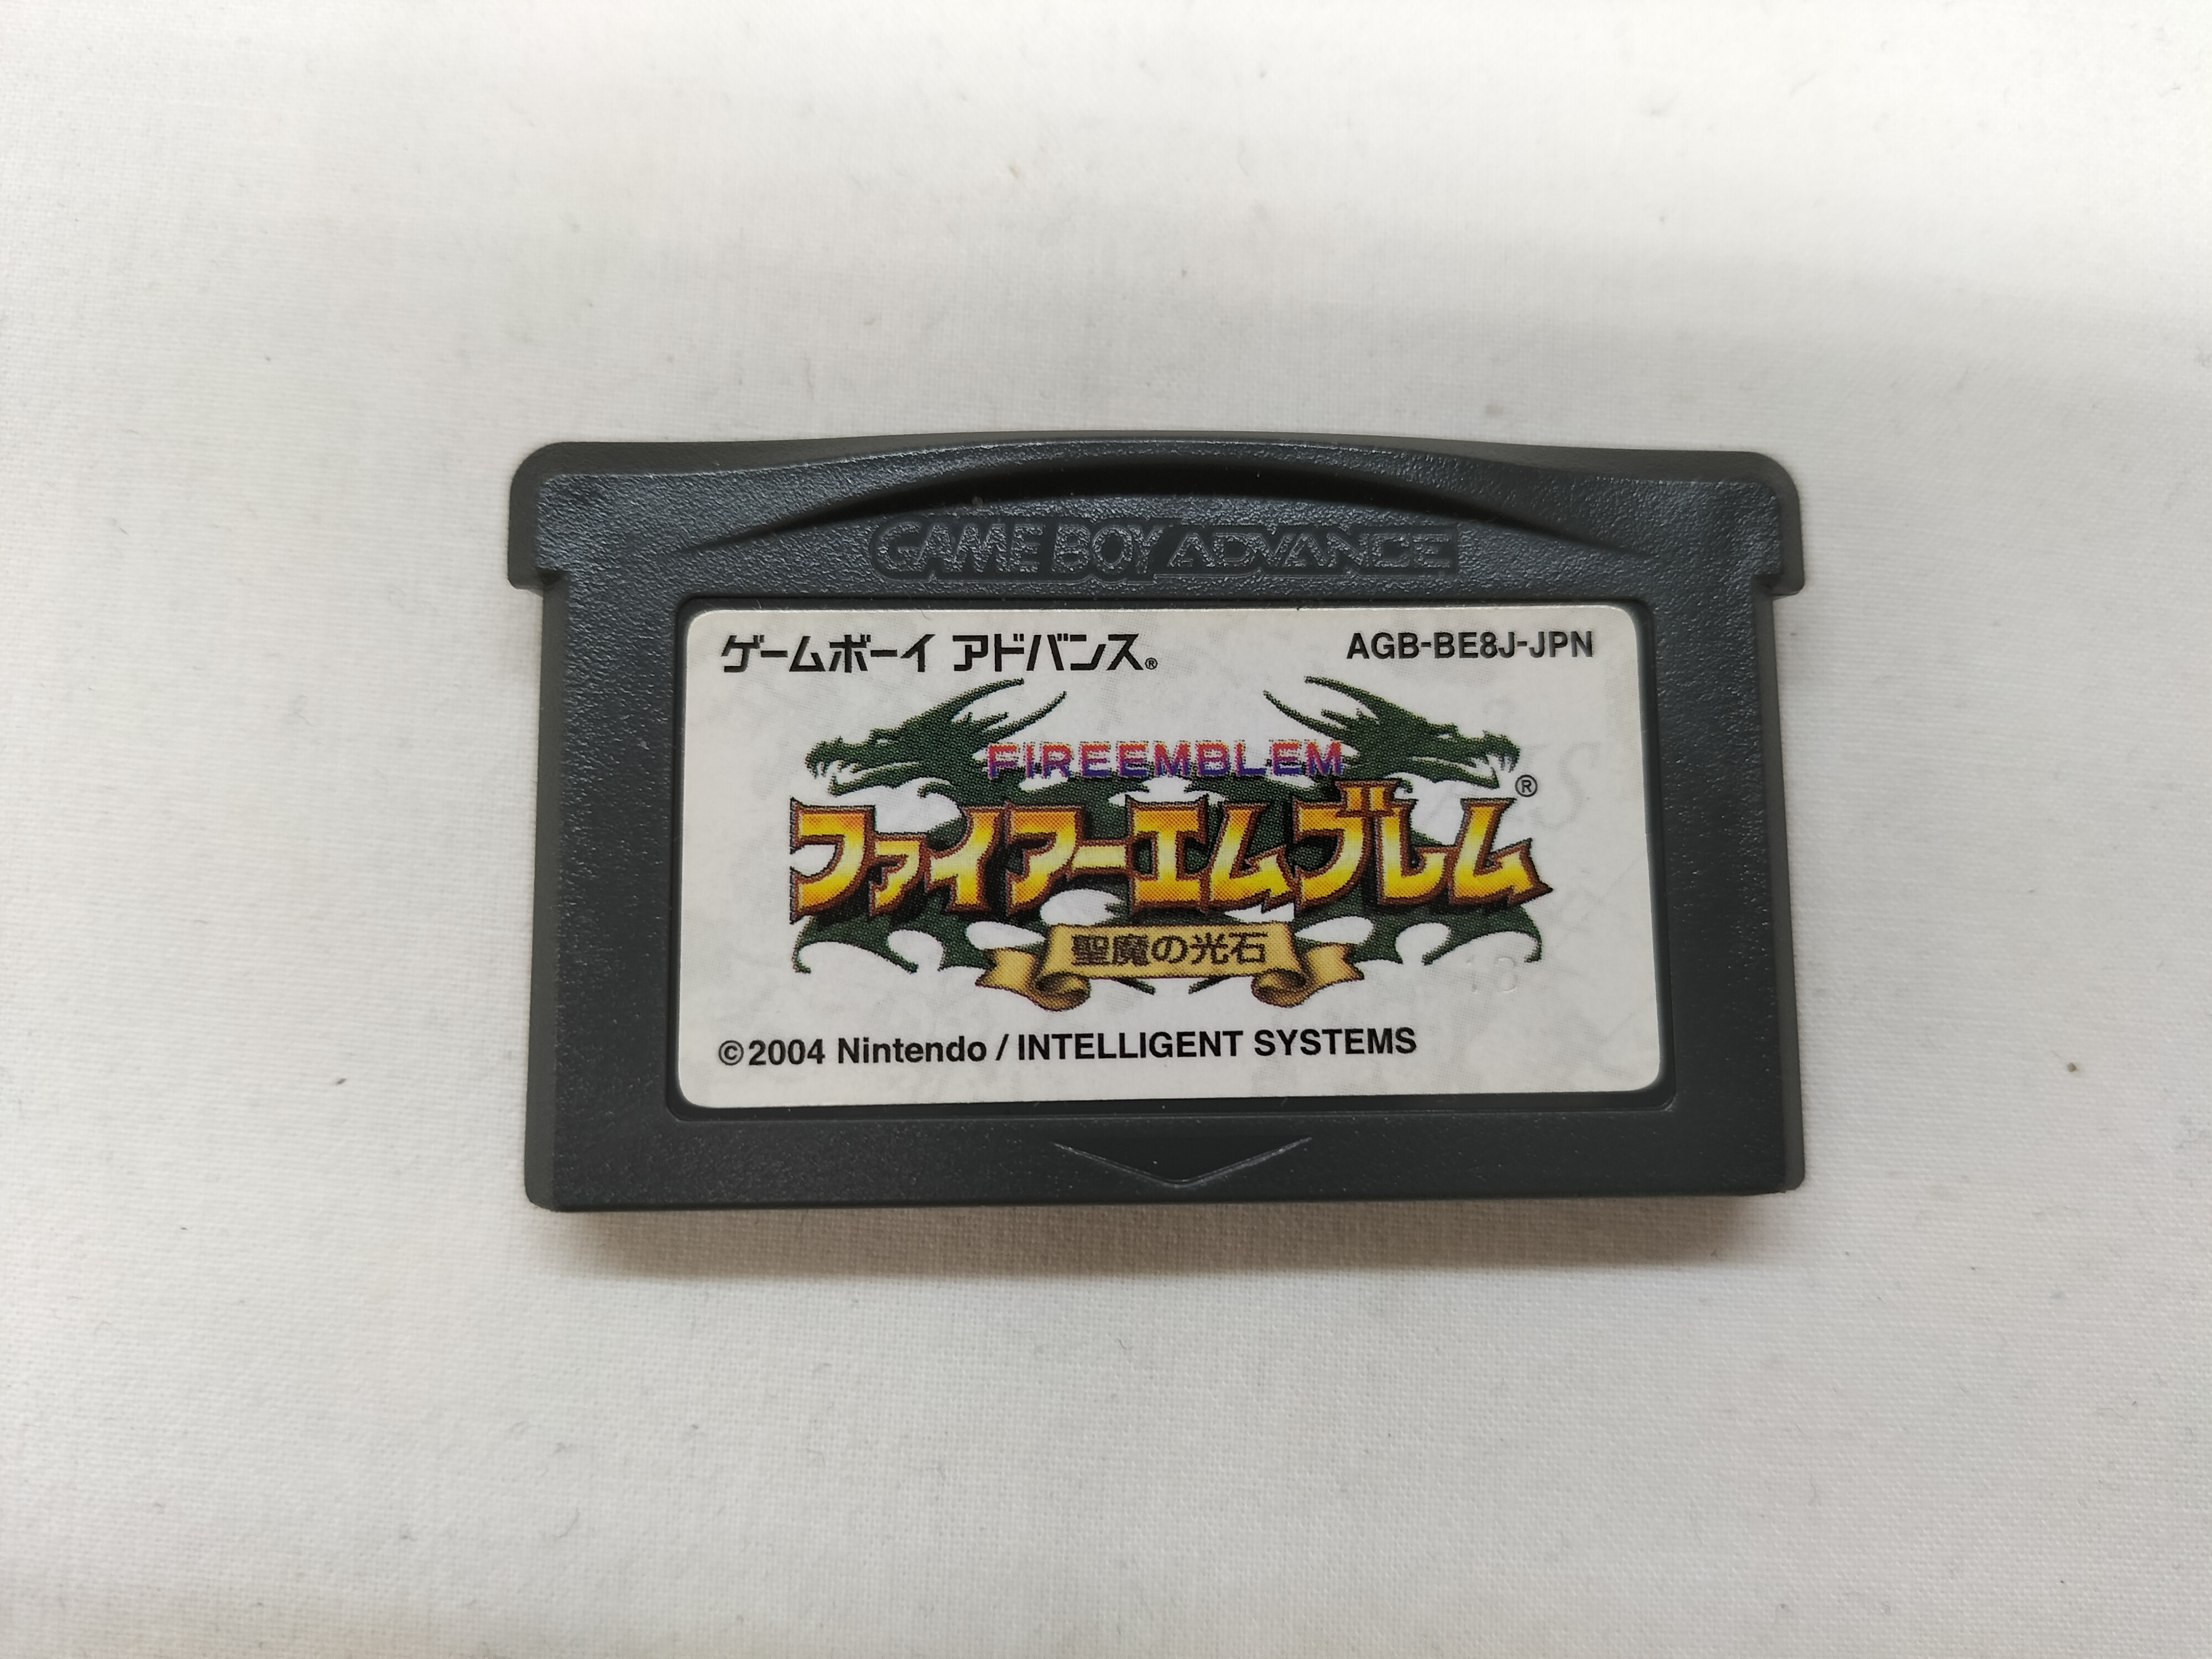 GAME BOY ADVANCE
ゲームボーイ アドバンス®
AGB-BE8J-JPN
FIREEMBLEM
ファイアーエムブレム®
聖魔の光石
18
©2004 Nintendo / INTELLIGENT SYSTEMS